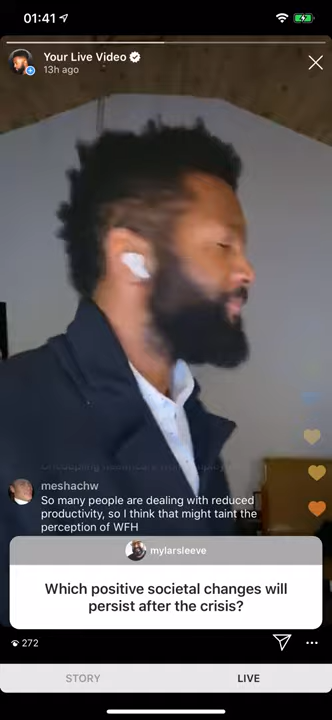 01:41
Your Live Video
13h ago
meshachw
So many people are dealing with reduced
productivity, so I think that might taint the
perception of WFH
mylarsleeve
Which positive societal changes will
persist after the crisis?
272
STORY
LIVE